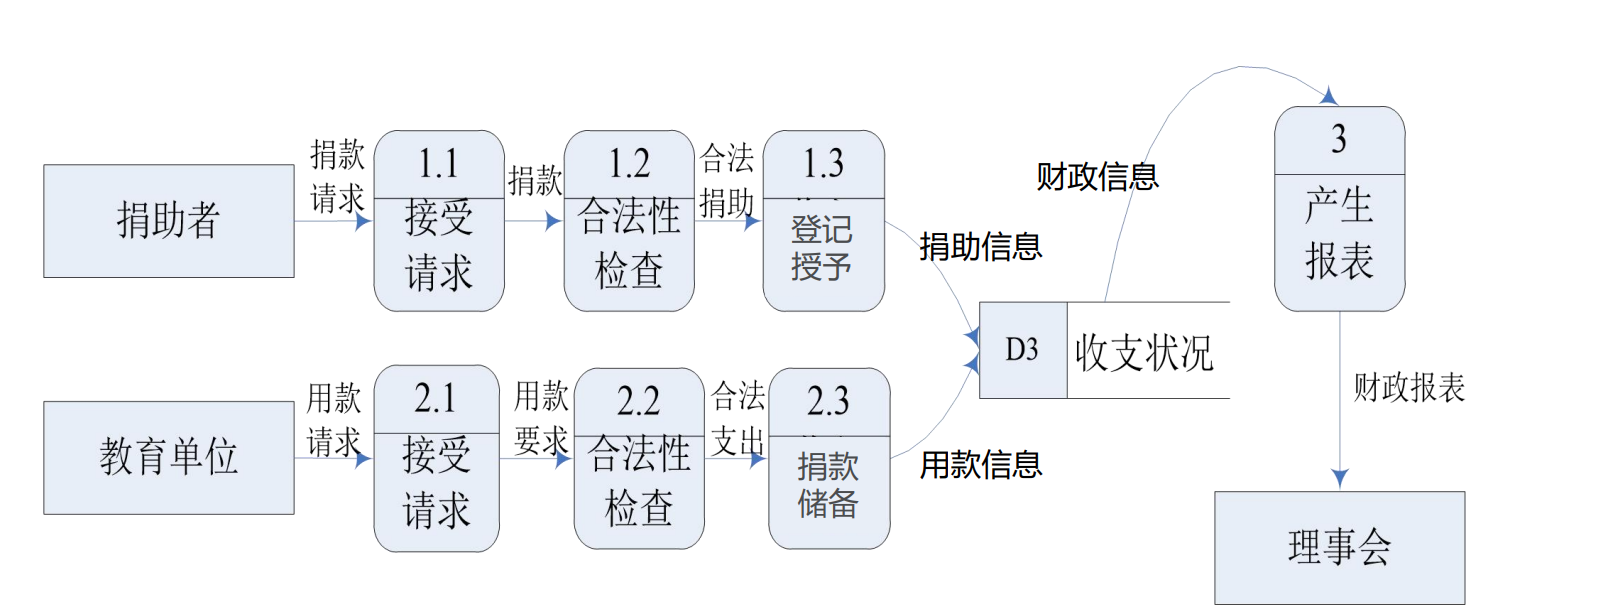 捐助者
捐款
请求
1.1
接受
请求
捐款
1.2
合法性
检查
合法
捐助
1.3
登记
授予
捐助信息
教育单位
用款
请求
2.1
接受
请求
用款
要求
2.2
合法性
检查
合法
支出
2.3
捐款
储备
用款信息
D3
收支状况
财政信息
3
产生
报表
财政报表
理事会